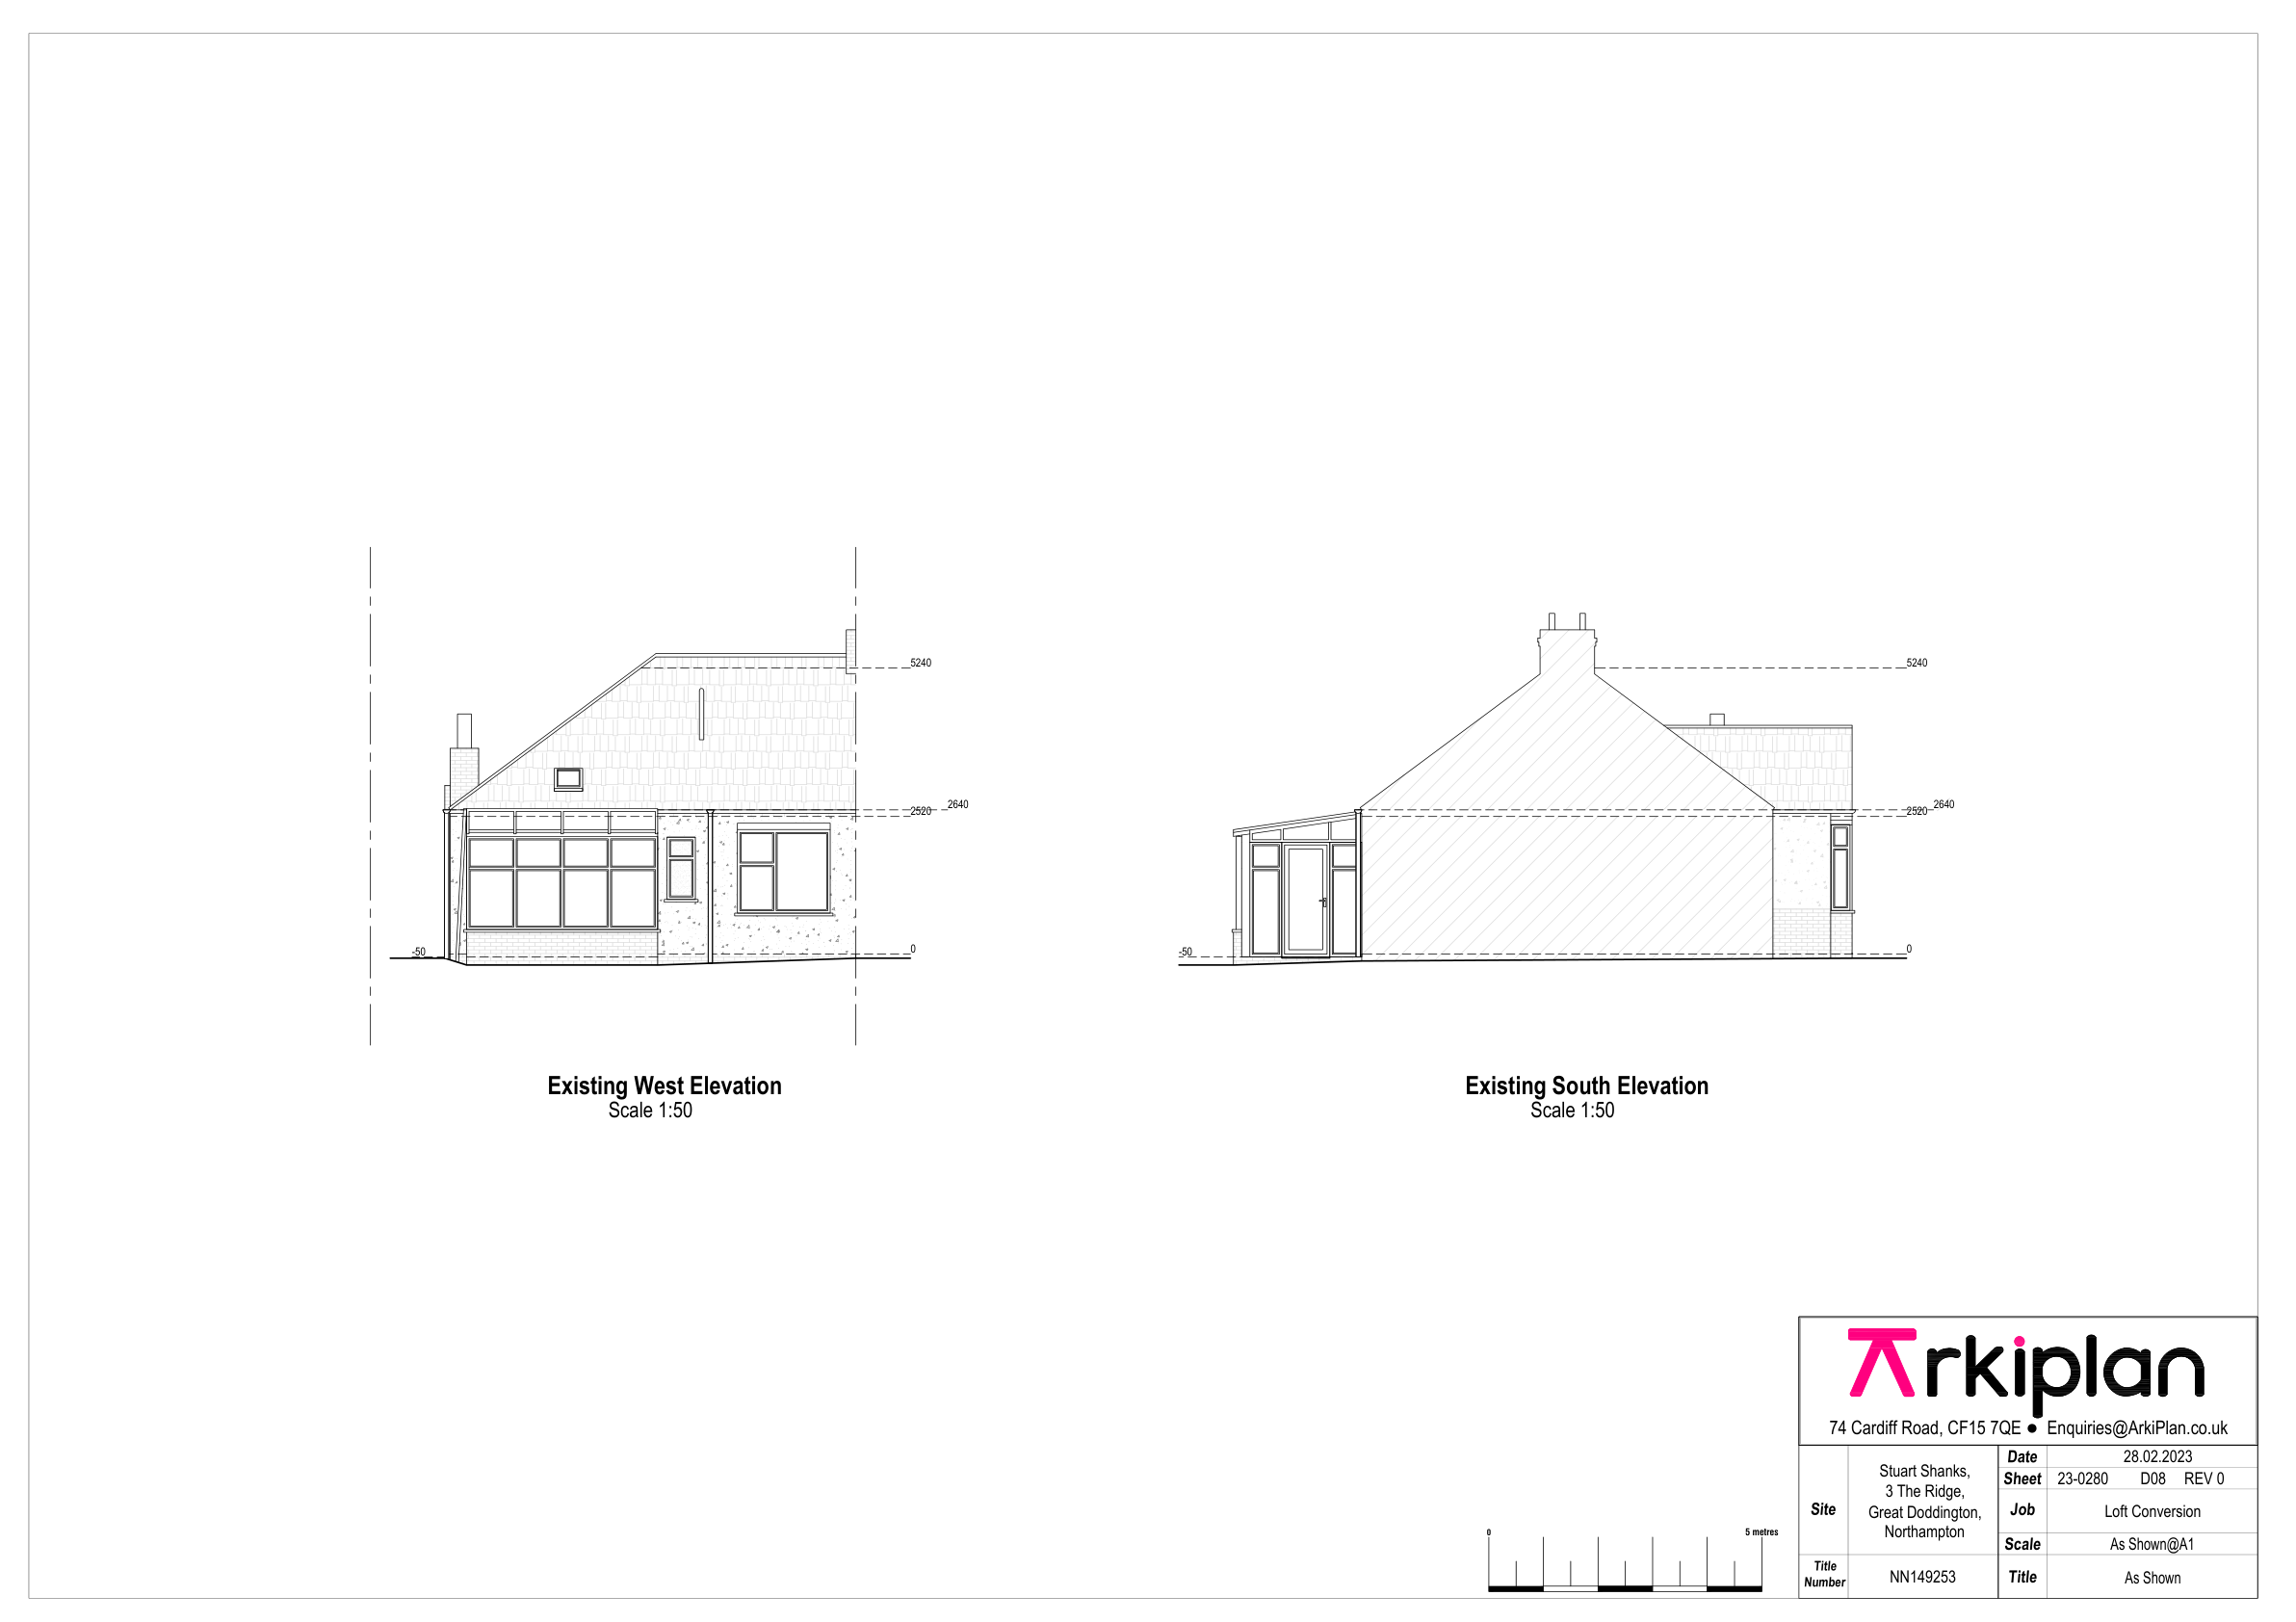 5240
2640
2520
-50
0
Existing West Elevation
Scale 1:50
5240
2640
2520
-50
0
Existing South Elevation
Scale 1:50
0
5 metres
Arkiplan
74 Cardiff Road, CF15 7QE ● Enquiries@ArkiPlan.co.uk
Site
Stuart Shanks,
3 The Ridge,
Great Doddington,
Northampton
Title
Number
NN149253
Date
28.02.2023
Sheet
23-0280 D08 REV 0
Job
Loft Conversion
Scale
As Shown@A1
Title
As Shown